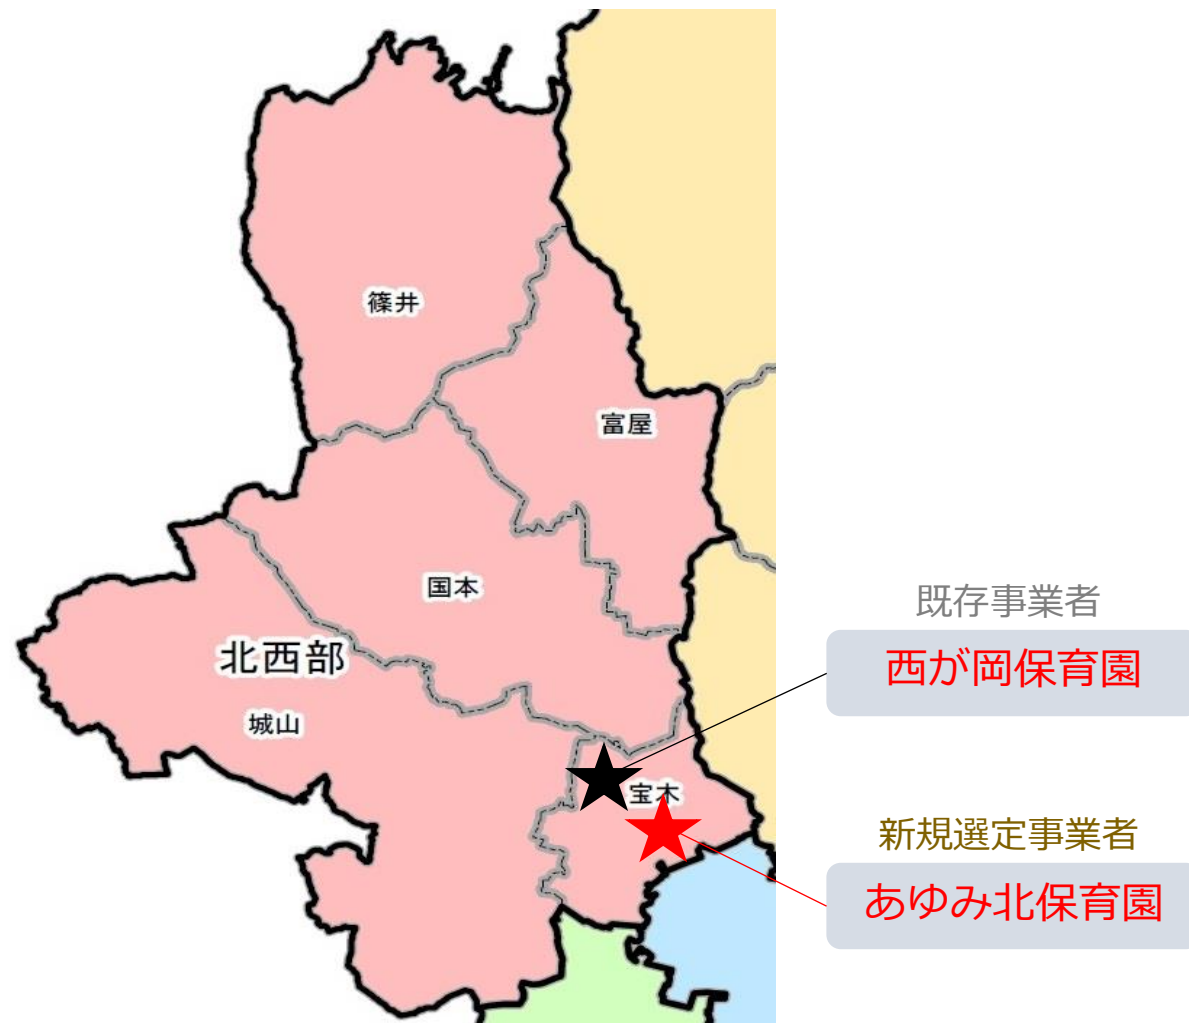 篠井
富屋
国本
北西部
城山
宝木
既存事業者
西が岡保育園
新規選定事業者
あゆみ北保育園